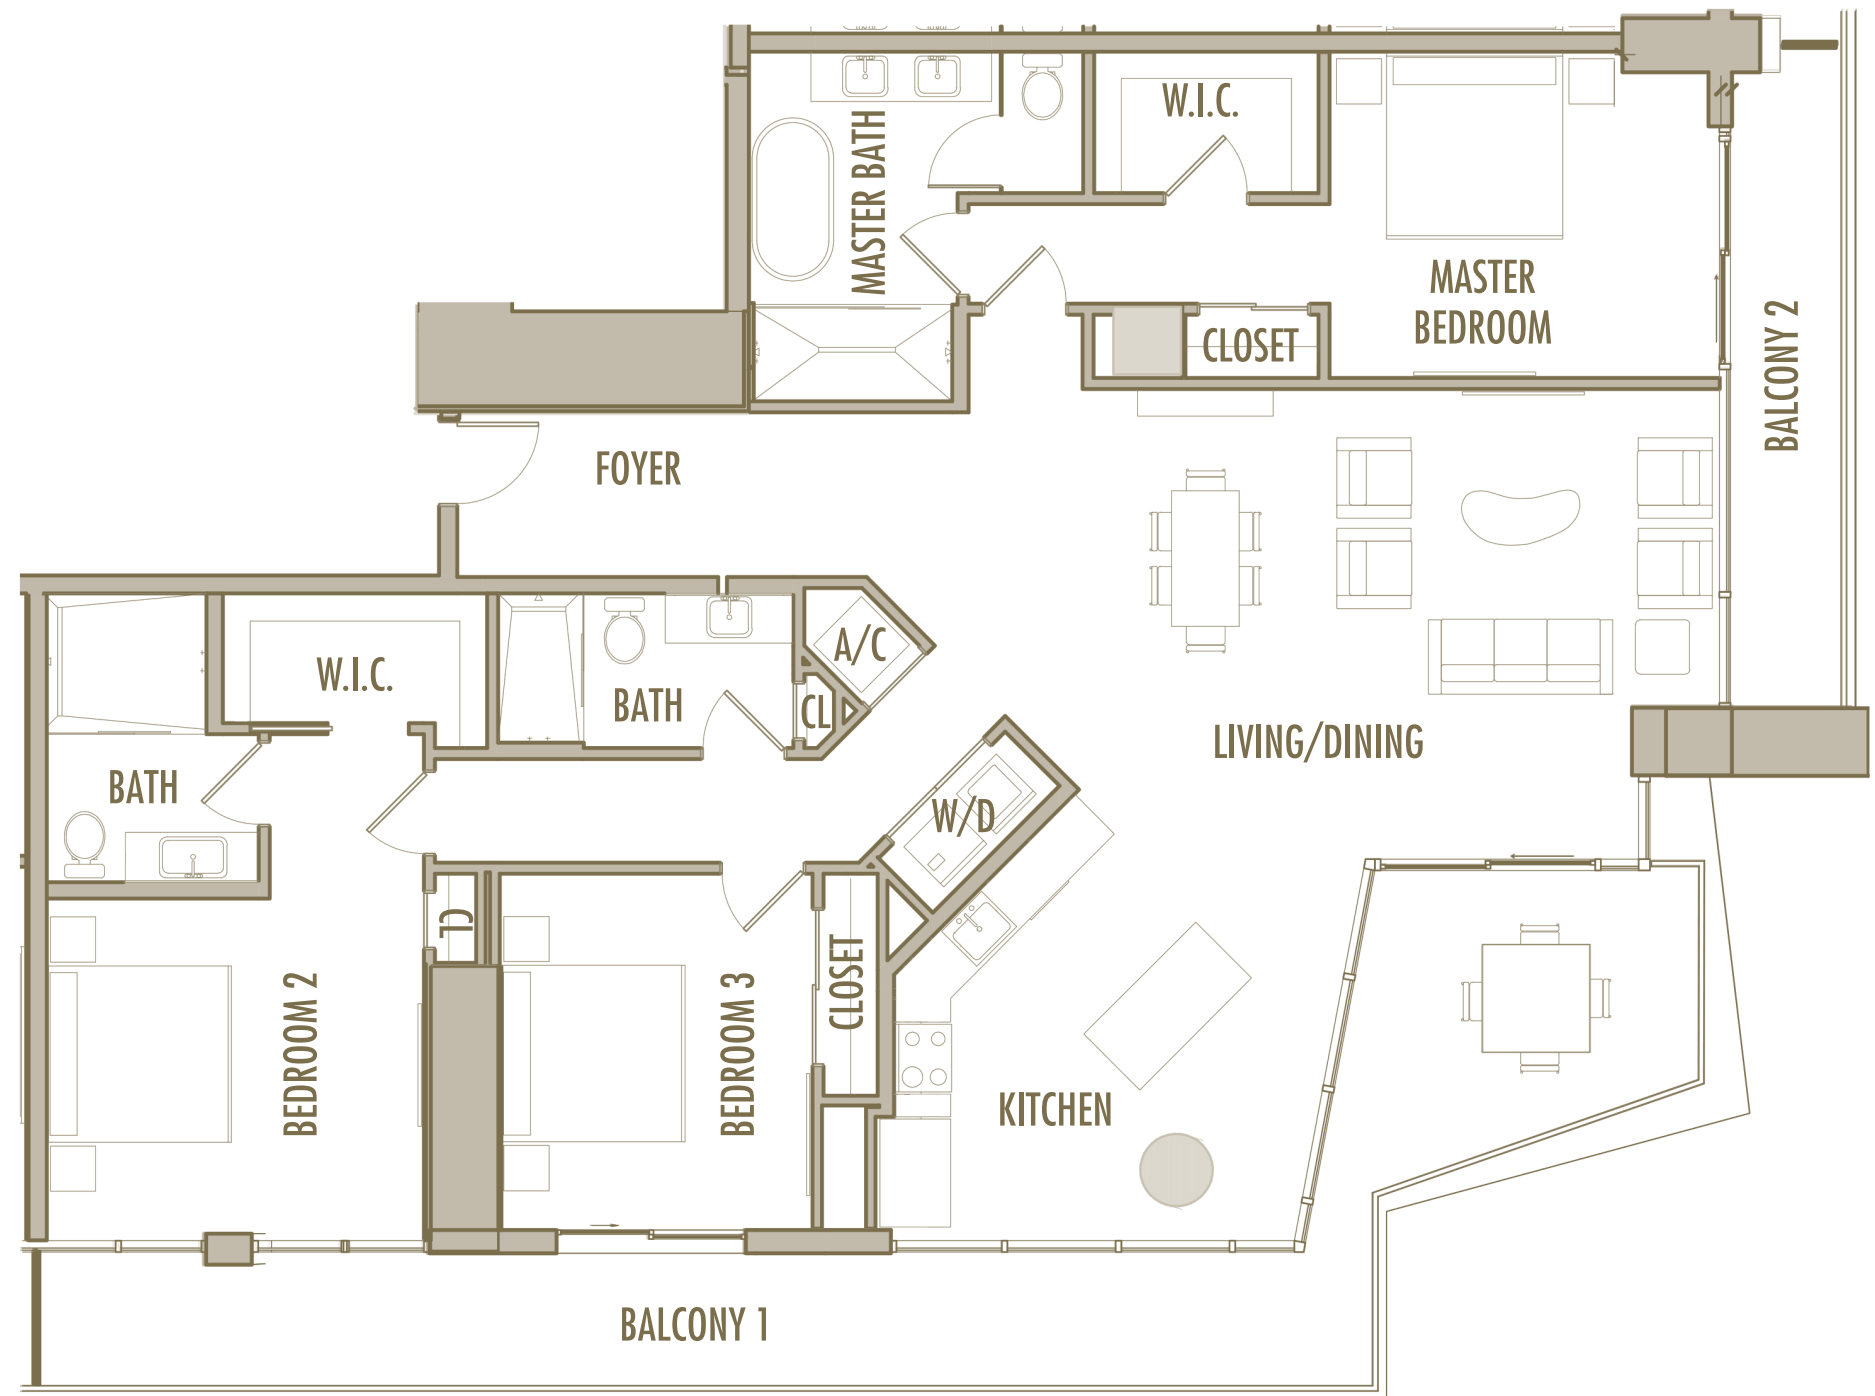 W.I.C.
MASTER BATH
MASTER
BEDROOM
CLOSET
BALCONY 2
FOYER
A/C
W.I.C.
BATH
CL
LIVING/DINING
BATH
W/D
CL
CLOSET
BEDROOM 2
BEDROOM 3
KITCHEN
BALCONY 1